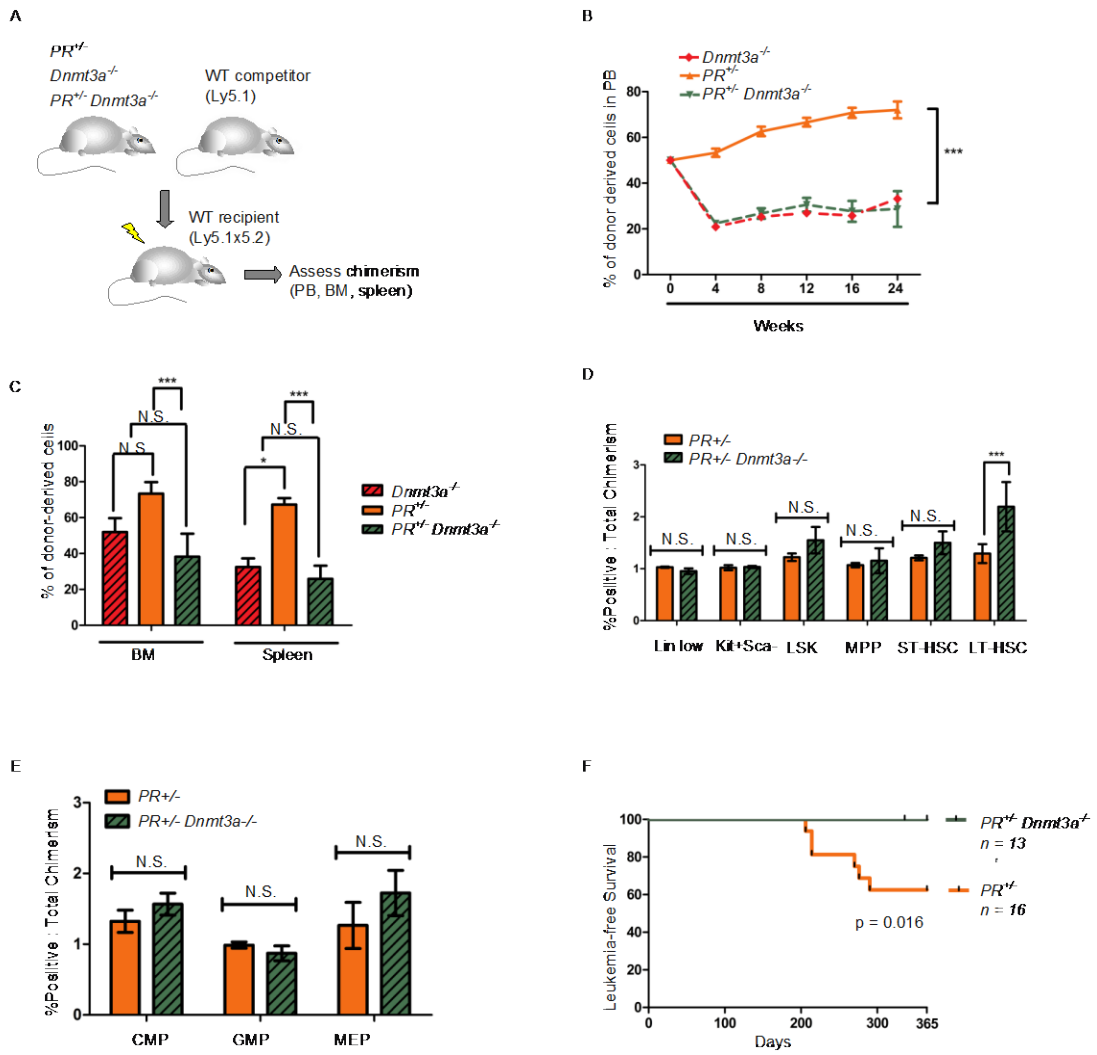 A
PR+/-
Dnmt3a-/-
PR+/- Dnmt3a-/-
WT competitor
(Ly5.1)
WT recipient
(Ly5.1x5.2)
Assess chimerism
(PB, BM, spleen)
B
Dnmt3a-/-
PR+/-
PR+/- Dnmt3a-/-
% of donor derived cells in PB
80
60
40
20
0
***
0 4 8 12 16 24
Weeks
C
***
***
N.S.
N.S.
N.S
*
% of donor-derived cells
100
80
60
40
20
0
BM
Spleen
Dnmt3a-/-
PR+/-
PR+/- Dnmt3a-/-
D
PR+/-
PR+/- Dnmt3a-/-
%Positive : Total Chimerism
3
2
1
0
N.S.
N.S.
N.S.
N.S.
N.S.
***
Lin low Kit+Sca- LSK MPP ST-HSC LT-HSC
E
PR+/-
PR+/- Dnmt3a-/-
%Positive : Total Chimerism
3
2
1
0
N.S.
N.S.
N.S.
CMP GMP MEP
F
Leukemia-free Survival
100
80
60
40
20
0
0 100 200 300 365
Days
p = 0.016
PR+/- Dnmt3a-/-
n = 13
,
PR+/-
n = 16